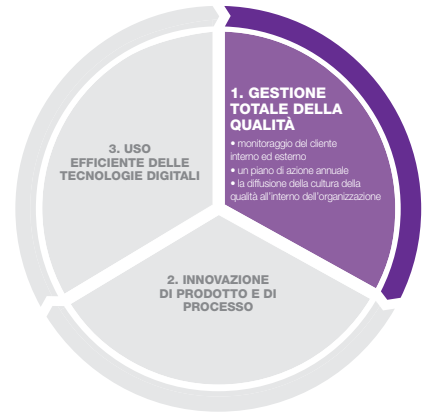 1. GESTIONE
TOTALE DELLA
QUALITÀ
• monitoraggio del cliente
interno ed esterno
• un piano di azione annuale
• la diffusione della cultura della
qualità all'interno dell'organizzazione
2. INNOVAZIONE
DI PRODOTTO E DI
PROCESSO
3. USO
EFFICIENTE DELLE
TECNOLOGIE DIGITALI